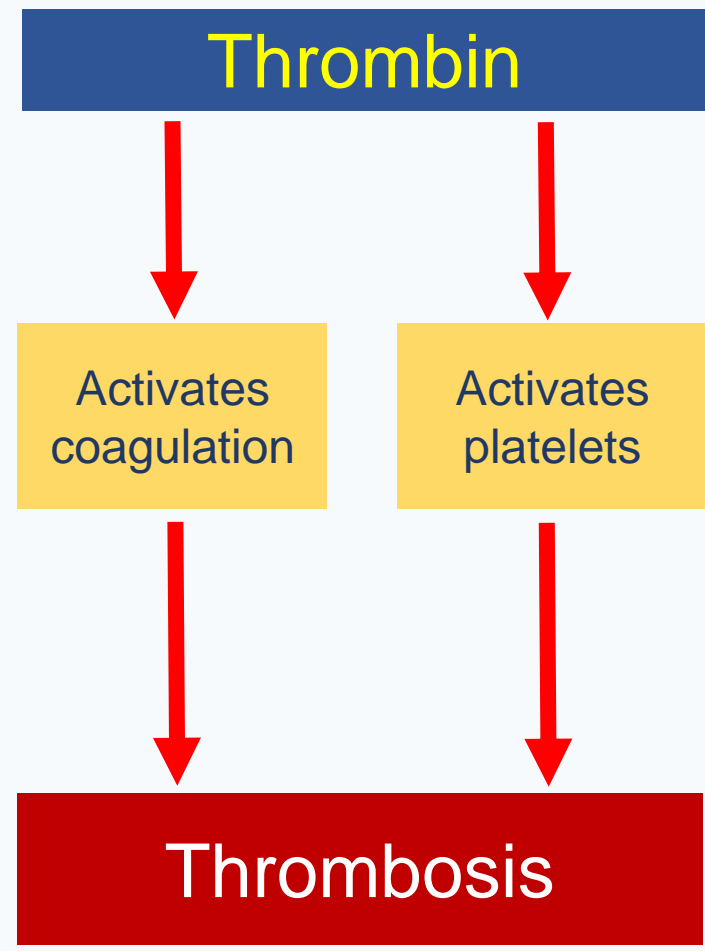 Thrombin
Activates
coagulation
Activates
platelets
Thrombosis